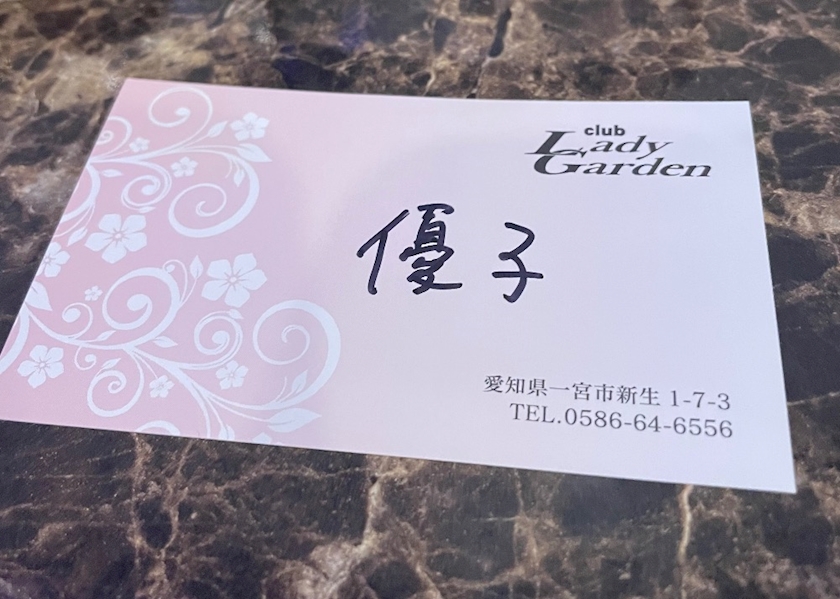 club
Lady
Garden
優子
愛知県一宮市新生 1-7-3
TEL.0586-64-6556